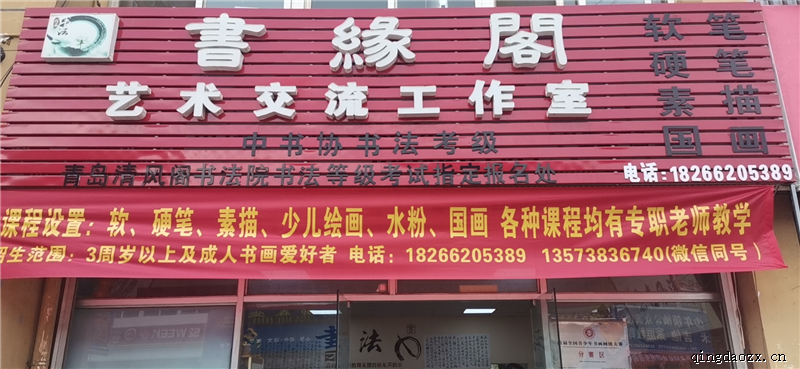 書緣阁
艺术交流工作室
中书协书法考级
青岛清风阁书法院书法等级考试指定报名处
软笔
硬笔
素描
国画
电话:18266205389
课程设置:软、硬笔、素描、少儿绘画、水粉、国画 各种课程均有专职老师教学
生范围:3周岁以上及成人书画爱好者 电话:18266205389 13573836740(微信同号)
書法
分赛区
qingdaozx.cn